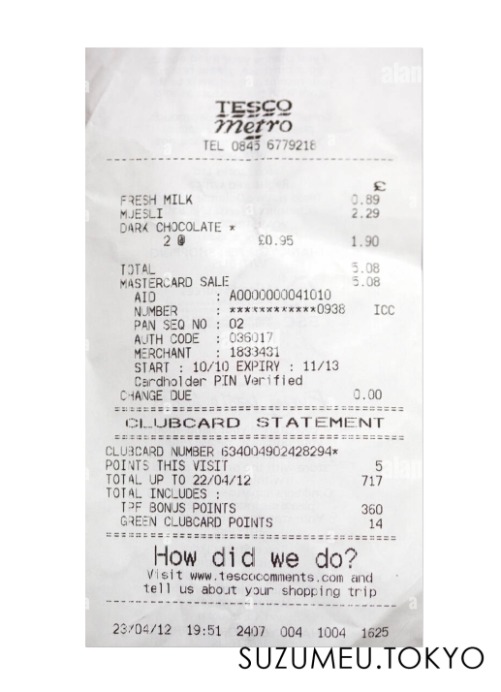 TESCO
metro
TEL 0845 6779218
£
FRESH MILK 0.89
MUESLI 2.29
DARK CHOCOLATE *
2 @ £0.95 1.90
TOTAL 5.08
MASTERCARD SALE 5.08
AID : A0000000041010
NUMBER : ************0938 ICC
PAN SEQ NO : 02
AUTH CODE : 036017
MERCHANT : 1833431
START : 10/10 EXPIRY : 11/13
Cardholder PIN Verified
CHANGE DUE 0.00
CLUBCARD STATEMENT
CLUBCARD NUMBER 634004902428294*
POINTS THIS VISIT 5
TOTAL UP TO 22/04/12 717
TOTAL INCLUDES :
TPF BONUS POINTS 360
GREEN CLUBCARD POINTS 14
How did we do?
Visit www.tescocomments.com and
tell us about your shopping trip
23/04/12 19:51 2407 004 1004 1625
SUZUMEU.TOKYO